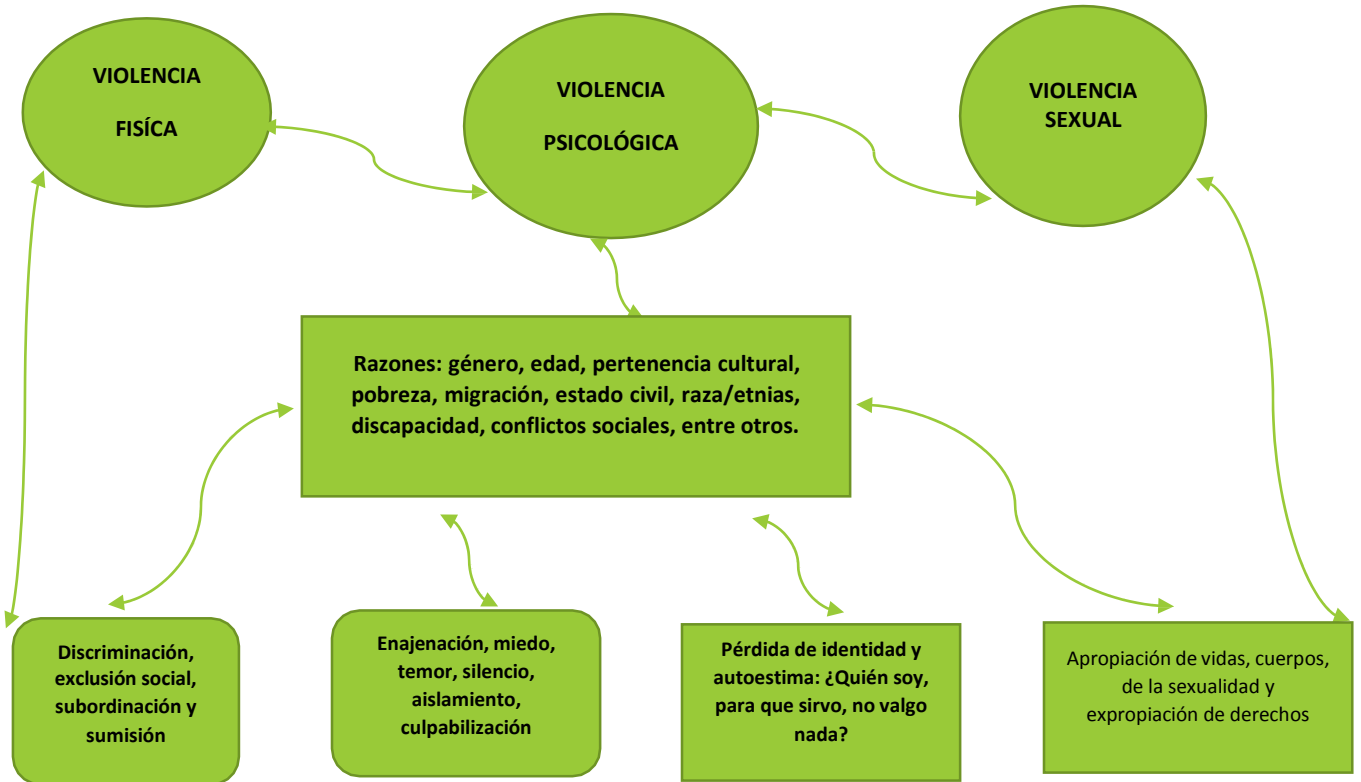 VIOLENCIA
FISÍCA
VIOLENCIA
PSICOLÓGICA
VIOLENCIA
SEXUAL
Razones: género, edad, pertenencia cultural,
pobreza, migración, estado civil, raza/etnias,
discapacidad, conflictos sociales, entre otros.
Discriminación,
exclusión social,
subordinación y
sumisión
Enajenación, miedo,
temor, silencio,
aislamiento,
culpabilización
Pérdida de identidad y
autoestima: ¿Quién soy,
para que sirvo, no valgo
nada?
Apropiación de vidas, cuerpos,
de la sexualidad y
expropiación de derechos